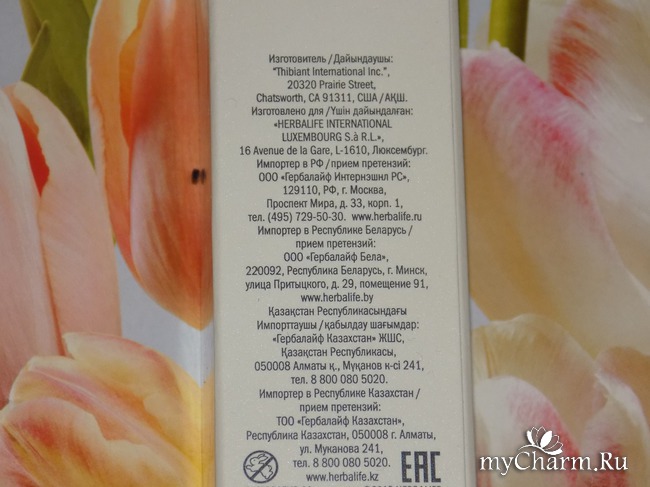 Изготовитель / Дайындаушы:
"Thibiant International Inc.",
20320 Prairie Street,
Chatsworth, CA 91311, США / АҚШ.
Изготовлено для / Үшін дайындалған:
«HERBALIFE INTERNATIONAL
LUXEMBOURG S.à R.L.»,
16 Avenue de la Gare, L-1610, Люксембург.
Импортер в РФ / прием претензий:
ООО «Гербалайф Интернэшнл РС»,
129110, РФ, г. Москва,
Проспект Мира, д. 33, корп. 1,
тел. (495) 729-50-30. www.herbalife.ru
Импортер в Республике Беларусь /
прием претензий:
ООО «Гербалайф Бела»,
220092, Республика Беларусь, г. Минск,
улица Притыцкого, д. 29, помещение 91,
www.herbalife.by
Қазақстан Республикасындағы
Импорттаушы / қабылдау шағымдар:
«Гербалайф Казахстан» ЖШС,
Қазақстан Республикасы,
050008 Алматы қ., Мұқанов к-сі 241,
тел. 8 800 080 5020.
Импортер в Республике Казахстан /
прием претензий:
ТОО «Гербалайф Казахстан»,
Республика Казахстан, 050008 г. Алматы,
ул. Муканова 241
тел. 8 800 080 5020.
www.herbalife.kz
EAC
myCharm.Ru